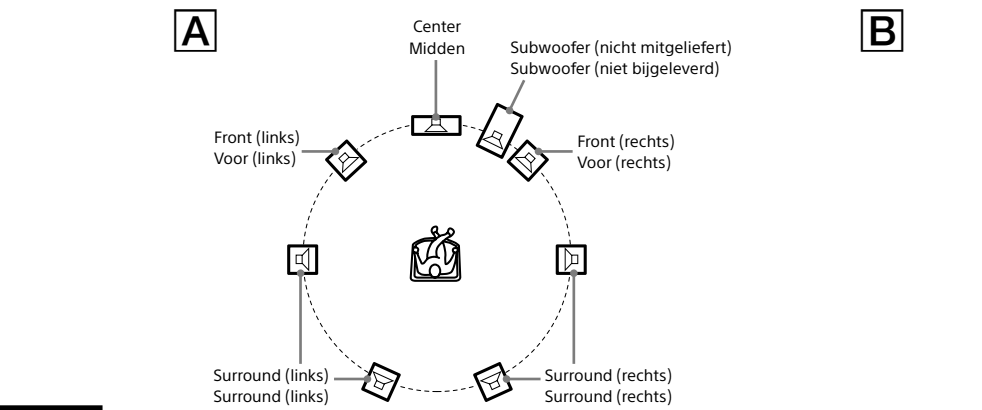 A
B
Center
Midden
Subwoofer (nicht mitgeliefert)
Subwoofer (niet bijgeleverd)
Front (links)
Voor (links)
Front (rechts)
Voor (rechts)
Surround (links)
Surround (links)
Surround (rechts)
Surround (rechts)